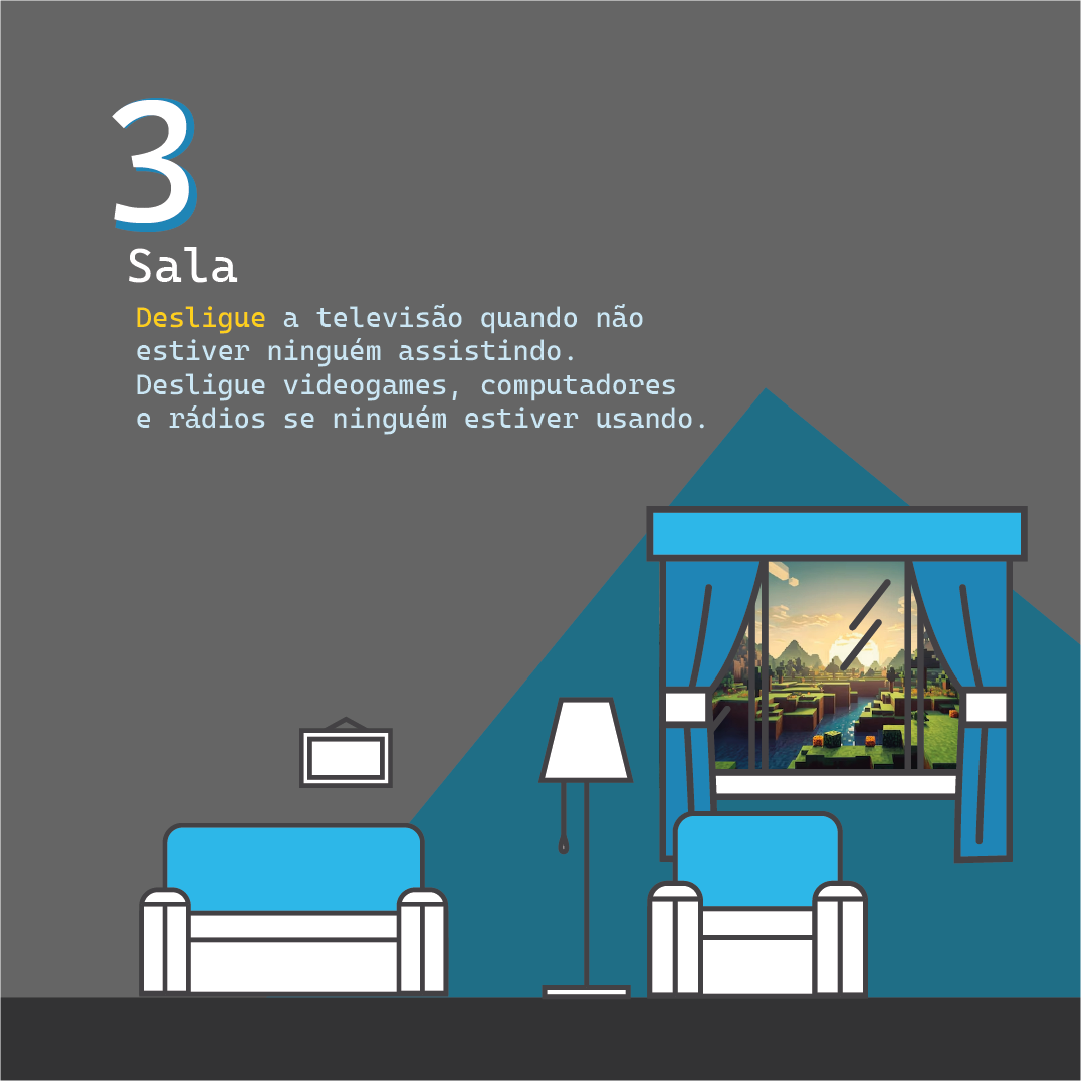 3
Sala
Desligue a televisão quando não
estiver ninguém assistindo.
Desligue videogames, computadores
e rádios se ninguém estiver usando.